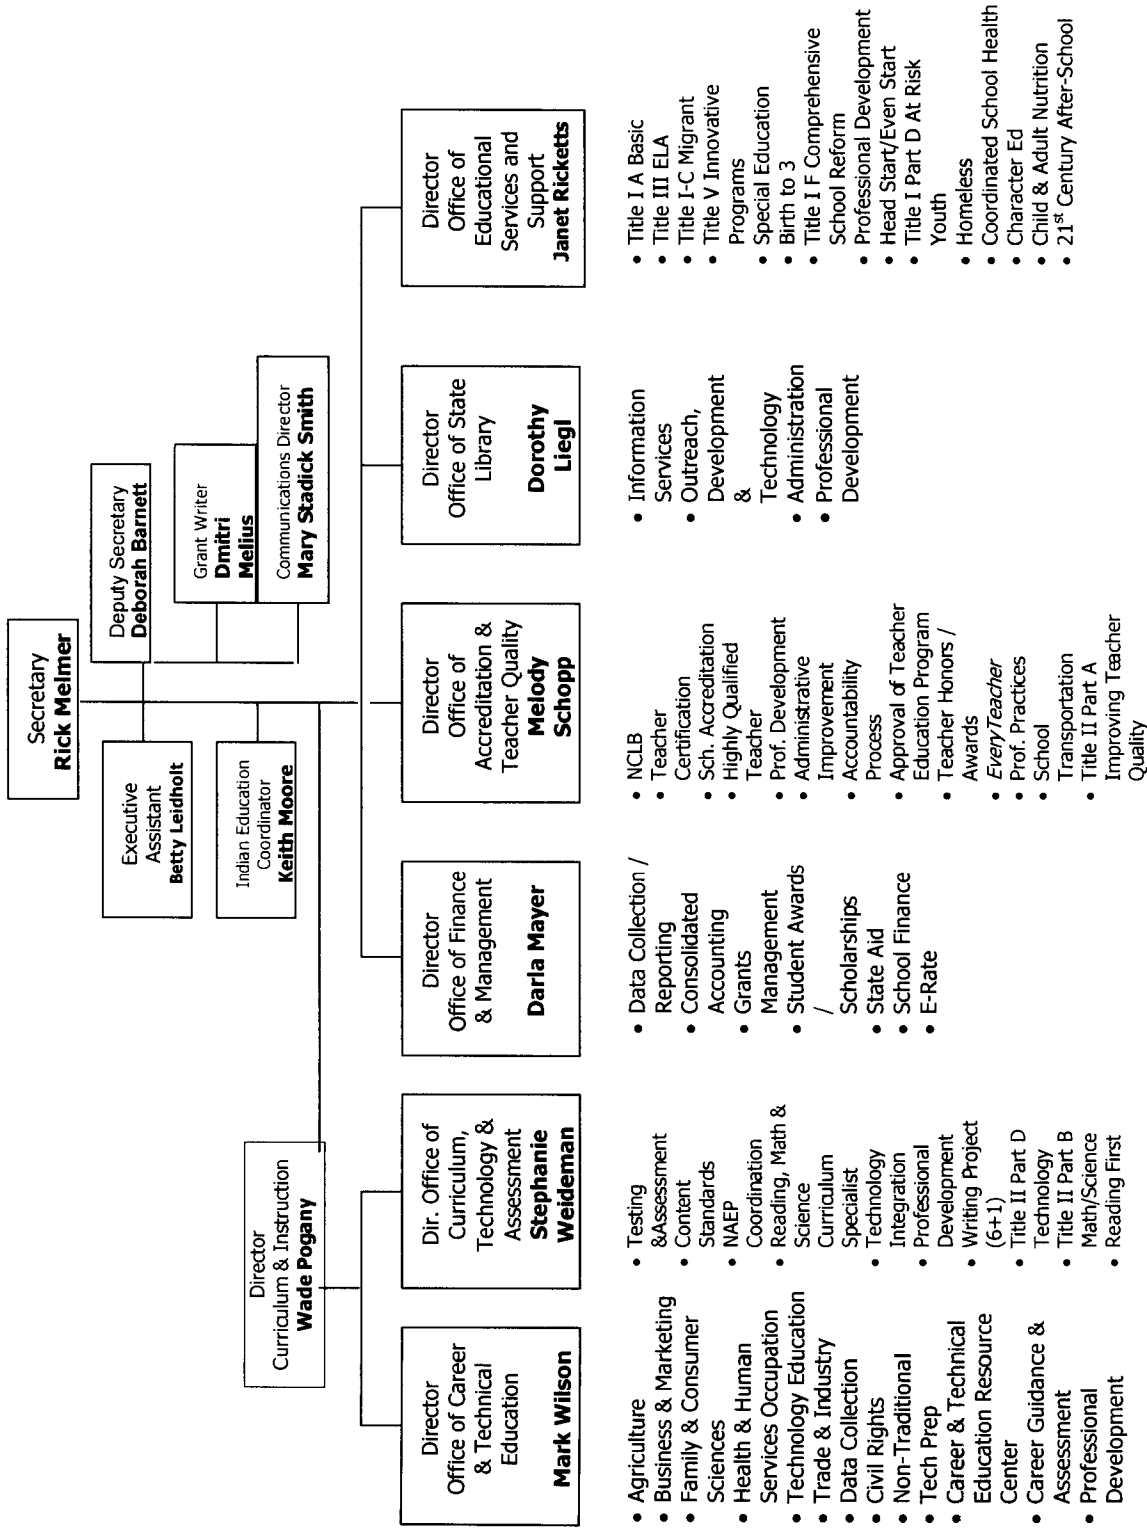 Secretary
Rick Melmer
Deputy Secretary
Deborah Barnett
Executive
Assistant
Betty Leidholt
Grant Writer
Dmitri
Melius
Indian Education
Coordinator
Keith Moore
Communications Director
Mary Stadick Smith
Director
Curriculum & Instruction
Wade Pogany
Director
Office of Career
& Technical
Education
Mark Wilson
• Agriculture
• Business & Marketing
• Family & Consumer
Sciences
• Health & Human
Services Occupation
• Technology Education
• Trade & Industry
• Data Collection
• Civil Rights
• Non-Traditional
• Tech Prep
• Career & Technical
Education Resource
Center
• Career Guidance &
Assessment
• Professional
Development
Dir. Office of
Curriculum,
Technology &
Assessment
Stephanie
Weideman
• Testing
&Assessment
• Content
Standards
• NAEP
Coordination
• Reading, Math &
Science
Curriculum
Specialist
• Technology
Integration
• Professional
Development
• Writing Project
(6+1)
• Title II Part D
Technology
• Title II Part B
Math/Science
• Reading First
Director
Office of Finance
& Management
Darla Mayer
• Data Collection /
Reporting
• Consolidated
Accounting
• Grants
Management
• Student Awards
/
Scholarships
• State Aid
• School Finance
• E-Rate
Director
Office of
Accreditation &
Teacher Quality
Melody
Schopp
• NCLB
• Teacher
Certification
• Sch. Accreditation
• Highly Qualified
Teacher
• Prof. Development
• Administrative
Improvement
• Accountability
Process
• Approval of Teacher
Education Program
• Teacher Honors /
Awards
• EveryTeacher
• Prof. Practices
• School
Transportation
• Title II Part A
Improving Teacher
Quality
Director
Office of State
Library
Dorothy
Liegl
• Information
Services
• Outreach,
Development
&
Technology
• Administration
• Professional
Development
Director
Office of
Educational
Services and
Support
Janet Ricketts
• Title I A Basic
• Title III ELA
• Title I-C Migrant
• Title V Innovative
Programs
• Special Education
• Birth to 3
• Title I F Comprehensive
School Reform
• Professional Development
• Head Start/Even Start
• Title I Part D At Risk
Youth
• Homeless
• Coordinated School Health
• Character Ed
• Child & Adult Nutrition
• 21st Century After-School